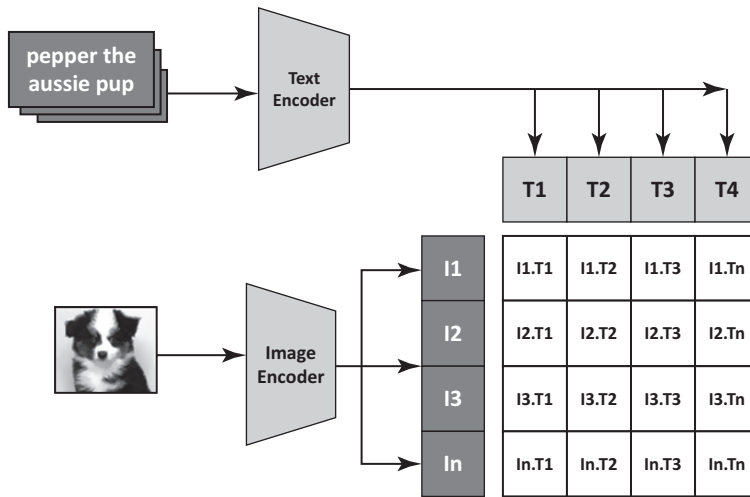 pepper the
aussie pup
Text
Encoder
T1 T2 T3 T4
I1 I1.T1 I1.T2 I1.T3 I1.Tn
I2 I2.T1 I2.T2 I2.T3 I2.Tn
Image
Encoder
I3 I3.T1 I3.T2 I3.T3 I3.Tn
In In.T1 In.T2 In.T3 In.Tn